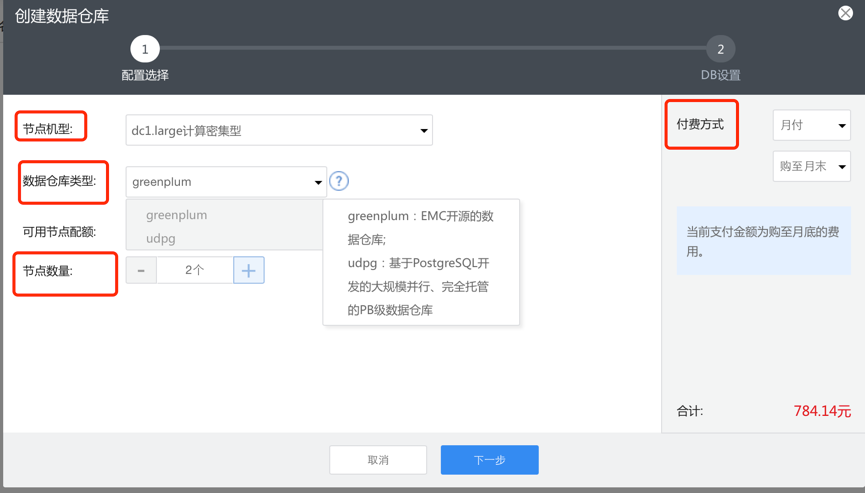 创建数据仓库
1
2
配置选择
DB设置
节点机型:
dc1.large计算密集型
数据仓库类型:
greenplum
?
greenplum
udpg
可用节点配额:
节点数量:
-
2个
+
greenplum：EMC开源的数
据仓库;
udpg：基于PostgreSQL开
发的大规模并行、完全托管
的PB级数据仓库
付费方式
月付
购至月末
当前支付金额为购至月底的费
用。
合计:
784.14元
取消
下一步